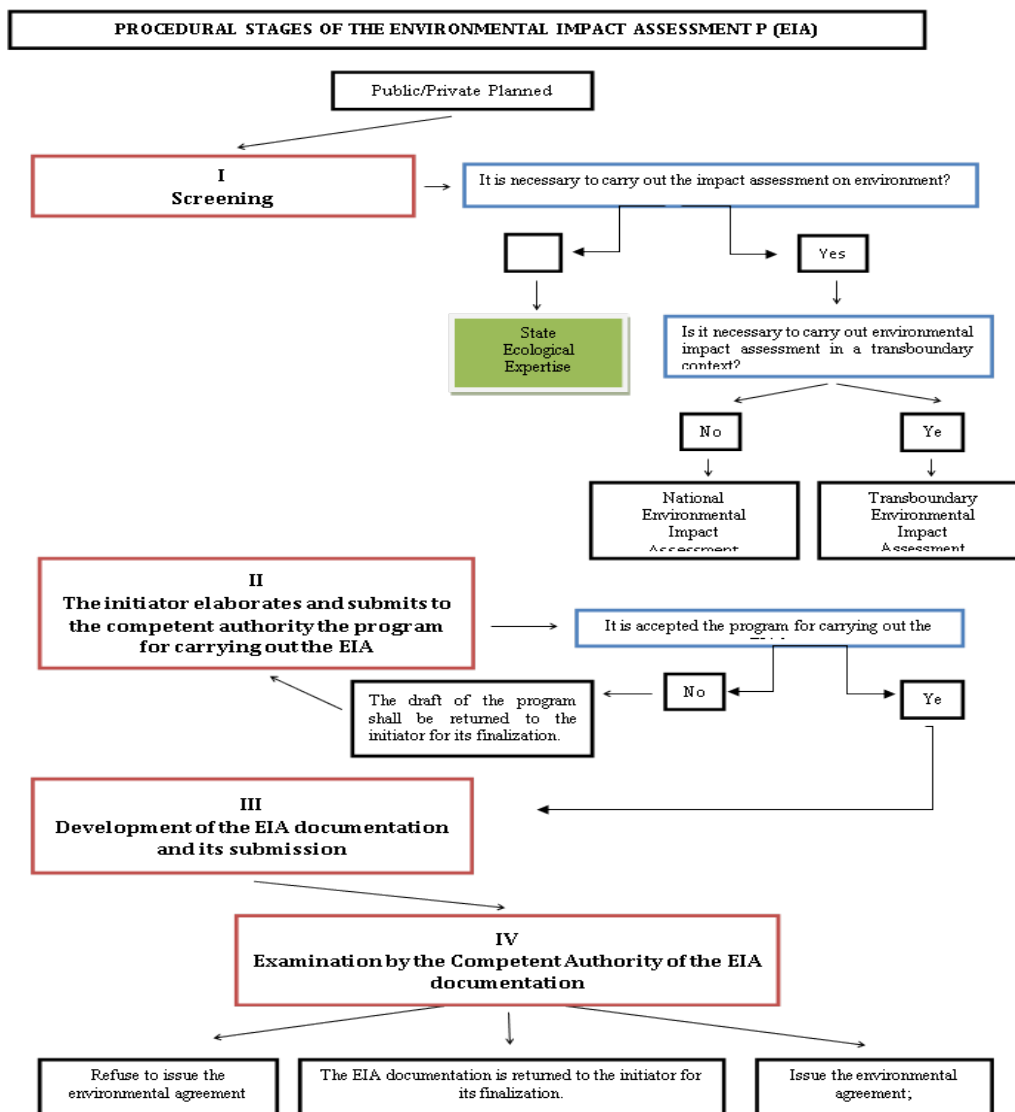 PROCEDURAL STAGES OF THE ENVIRONMENTAL IMPACT ASSESSMENT P (EIA)
Public/Private Planned
I
Screening
It is necessary to carry out the impact assessment on environment?
Yes
State
Ecological
Expertise
Is it necessary to carry out environmental
impact assessment in a transboundary
context?
No
Ye
National
Environmental
Impact
Assessment
Transboundary
Environmental
Impact
Assessment
II
The initiator elaborates and submits to
the competent authority the program
for carrying out the EIA
It is accepted the program for carrying out the
No
Ye
The draft of the program
shall be returned to the
initiator for its finalization.
III
Development of the EIA documentation
and its submission
IV
Examination by the Competent Authority of the EIA
documentation
Refuse to issue the
environmental agreement
The EIA documentation is returned to the initiator for
its finalization.
Issue the environmental
agreement;